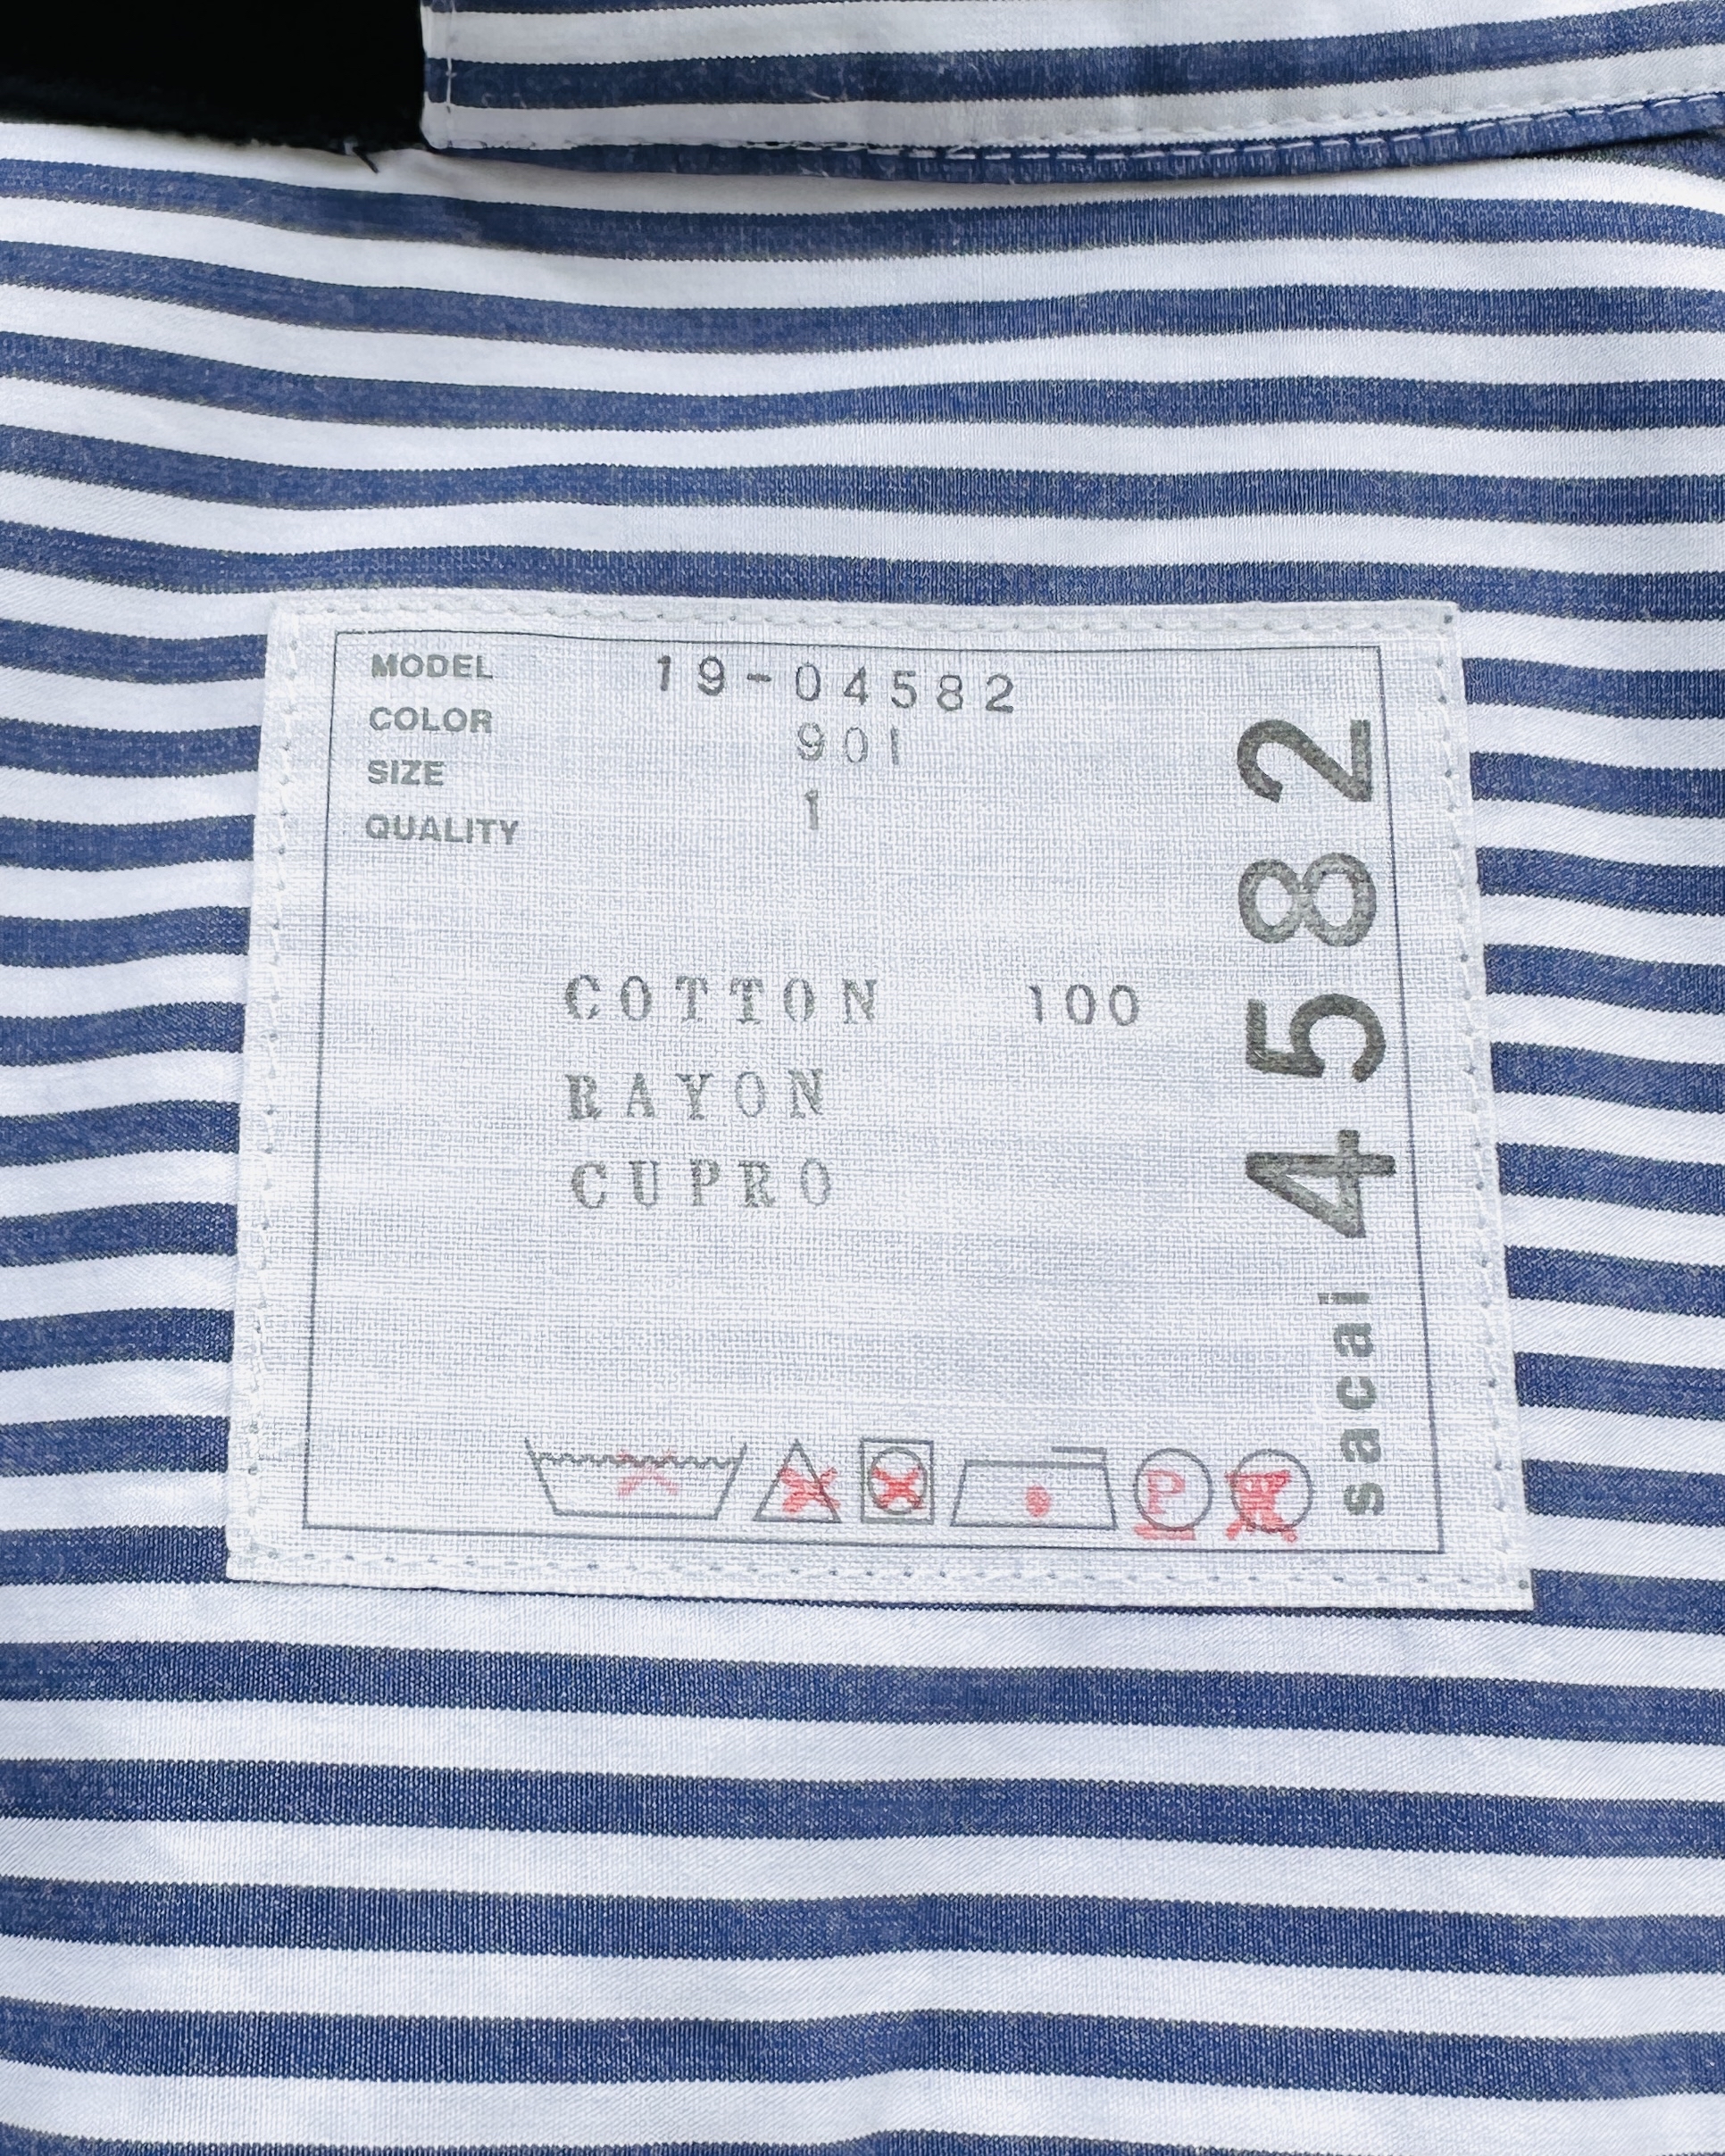 MODEL 19-04582
COLOR 901
SIZE 1
QUALITY
COTTON 100
RAYON
CUPRO
P
sacai 4582